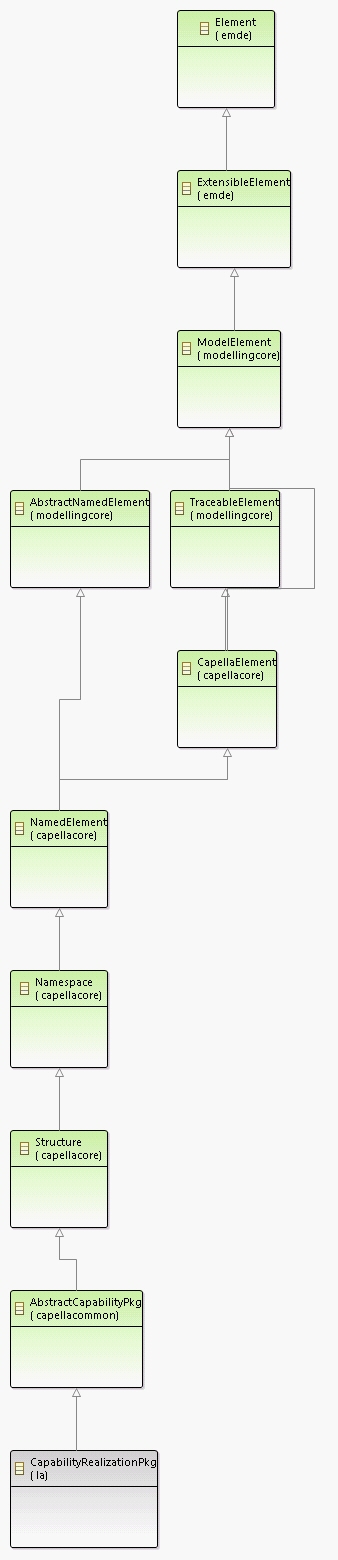 Element
( emde)
ExtensibleElement
( emde)
ModelElement
( modellingcore)
AbstractNamedElement
( modellingcore)
TraceableElement
( modellingcore)
CapellaElement
( capellacore)
NamedElement
( capellacore)
Namespace
( capellacore)
Structure
( capellacore)
AbstractCapabilityPkg
( capellacommon)
CapabilityRealizationPkg
( la)